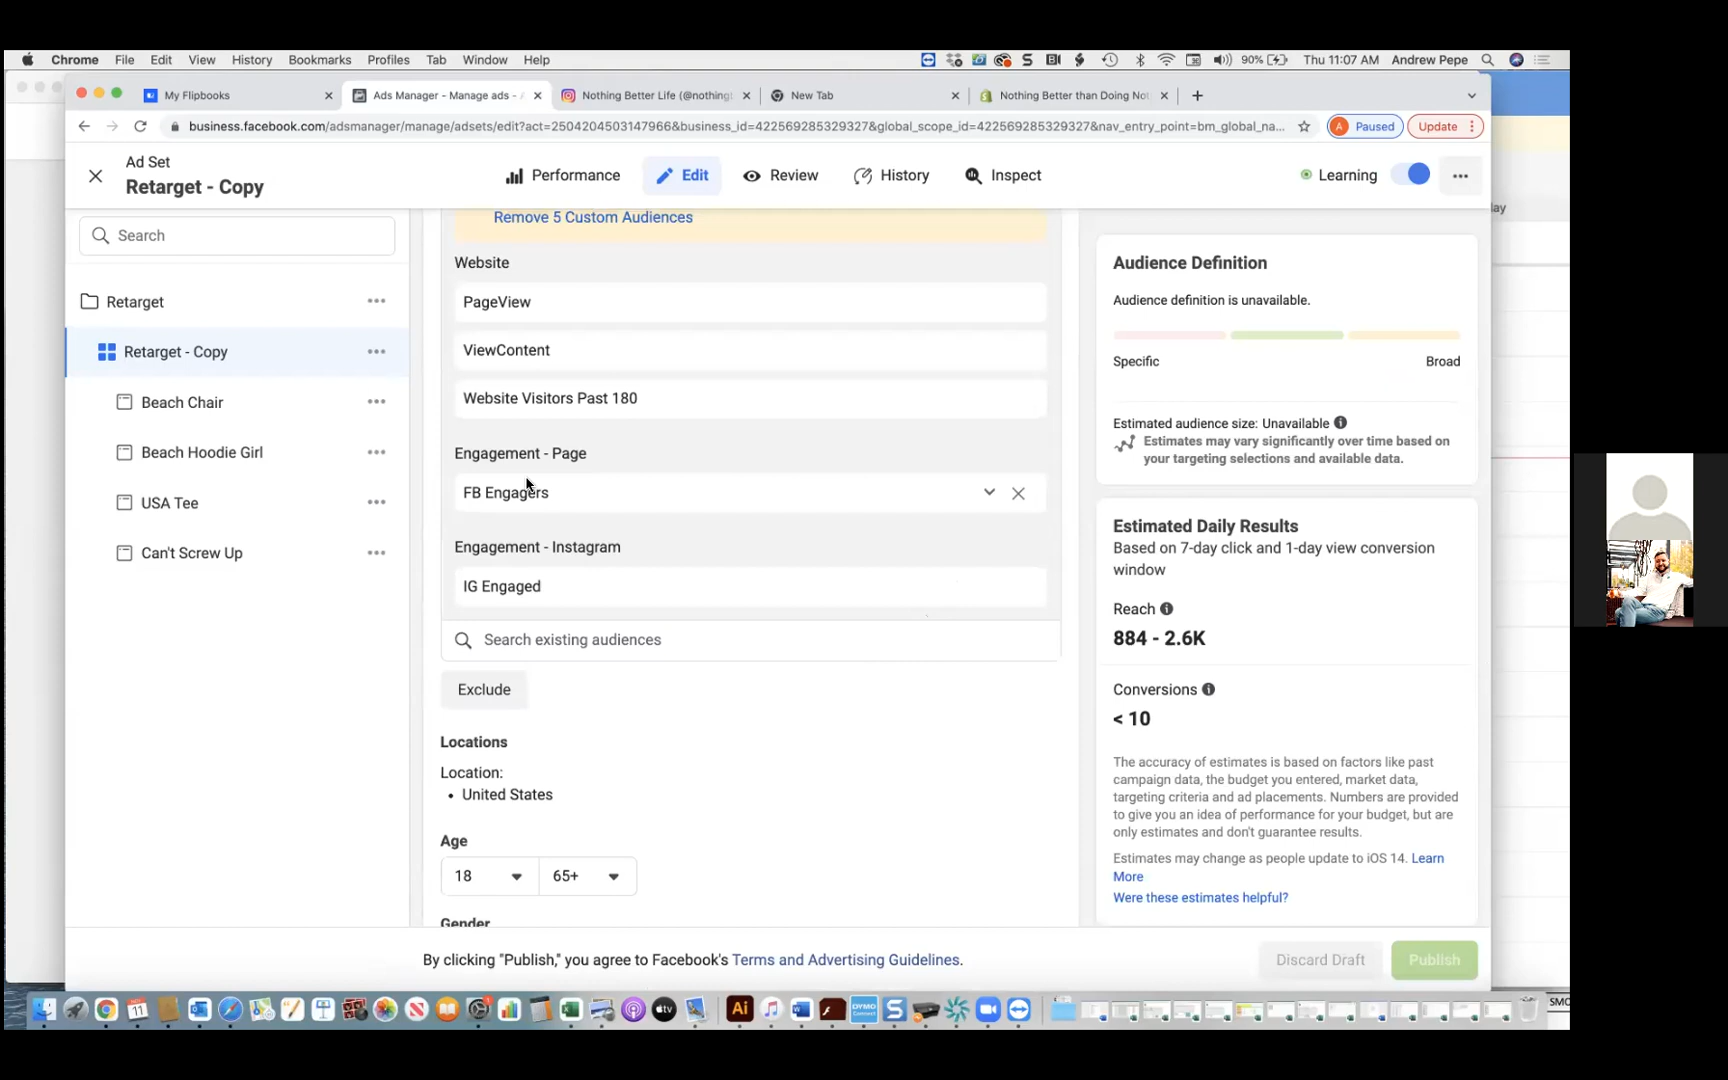 Chrome File Edit View History Bookmarks Profiles Tab Window Help 90% Thu 11:07 AM Andrew Pepe
My Flipbooks
Ads Manager - Manage ads -
Nothing Better Life (@nothing
New Tab
Nothing Better than Doing Not
business.facebook.com/adsmanager/manage/adsets/edit?act=2504204503147966&business_id=422569285329327&global_scope_id=422569285329327&nav_entry_point=bm_global_na...
A Paused
Update
Ad Set
Retarget - Copy
Performance
Edit
Review
History
Inspect
Learning
Search
Retarget
Retarget - Copy
Beach Chair
Beach Hoodie Girl
USA Tee
Can't Screw Up
Remove 5 Custom Audiences
Website
PageView
ViewContent
Website Visitors Past 180
Engagement - Page
FB Engagers
Engagement - Instagram
IG Engaged
Search existing audiences
Exclude
Locations
Location:
• United States
Age
18
65+
Gender
Audience Definition
Audience definition is unavailable.
Specific
Broad
Estimated audience size: Unavailable
Estimates may vary significantly over time based on
your targeting selections and available data.
Estimated Daily Results
Based on 7-day click and 1-day view conversion
window
Reach
884 - 2.6K
Conversions
< 10
The accuracy of estimates is based on factors like past
campaign data, the budget you entered, market data,
targeting criteria and ad placements. Numbers are provided
to give you an idea of performance for your budget, but are
only estimates and don't guarantee results.
Estimates may change as people update to iOS 14. Learn
More
Were these estimates helpful?
By clicking "Publish," you agree to Facebook's Terms and Advertising Guidelines.
Discard Draft
Publish
lay
11
Ai
tv
DYMO
S
SMC